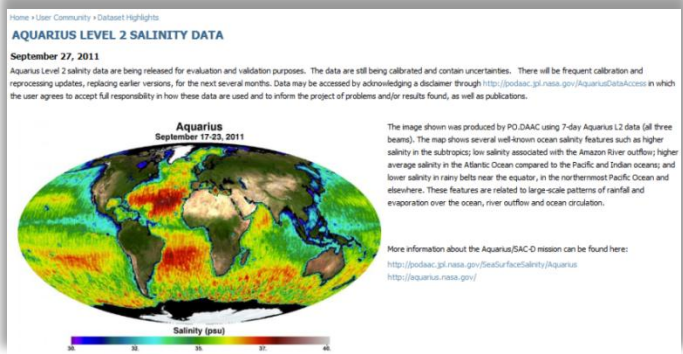 Home › User Community › Dataset Highlights
AQUARIUS LEVEL 2 SALINITY DATA
September 27, 2011
Aquarius Level 2 salinity data are being released for evaluation and validation purposes. The data are still being calibrated and contain uncertainties. There will be frequent calibration and
reprocessing updates, replacing earlier versions, for the next several months. Data may be accessed by acknowledging a disclaimer through http://podaac.jpl.nasa.gov/AquariusDataAccess in which
the user agrees to accept full responsibility in how these data are used and to inform the project of problems and/or results found, as well as publications.
Aquarius
September 17-23, 2011
Salinity (psu)
30. 32. 35. 37. 40.
The image shown was produced by PO.DAAC using 7-day Aquarius L2 data (all three
beams). The map shows several well-known ocean salinity features such as higher
salinity in the subtropics; low salinity associated with the Amazon River outflow; higher
average salinity in the Atlantic Ocean compared to the Pacific and Indian oceans; and
lower salinity in rainy belts near the equator, in the northernmost Pacific Ocean and
elsewhere. These features are related to large-scale patterns of rainfall and
evaporation over the ocean, river outflow and ocean circulation.
More information about the Aquarius/SAC-D mission can be found here:
http://podaac.jpl.nasa.gov/SeaSurfaceSalinity/Aquarius
http://aquarius.nasa.gov/